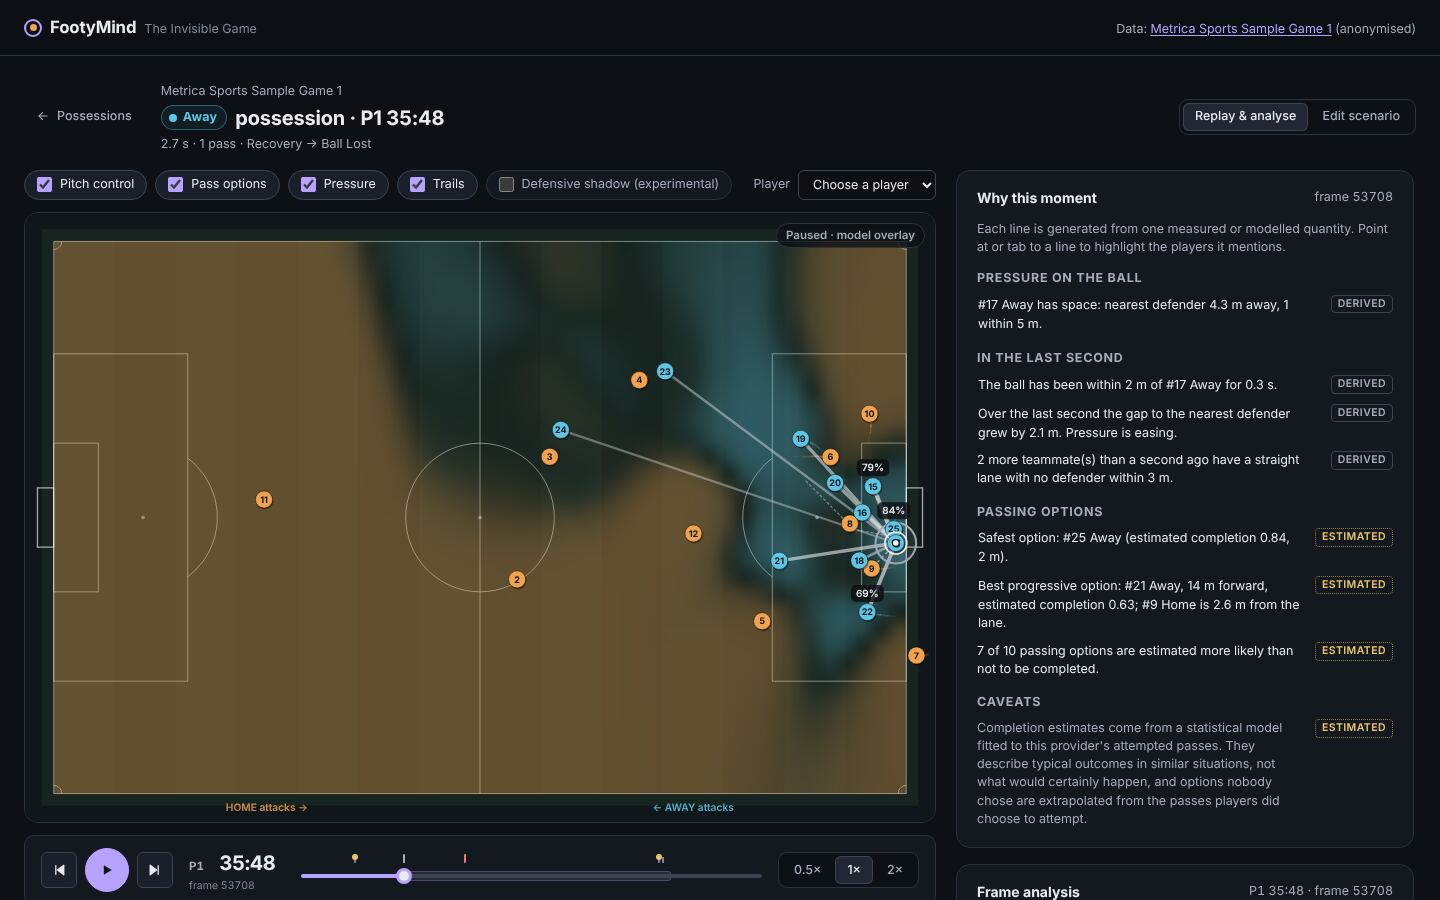 FootyMind The Invisible Game
Data: Metrica Sports Sample Game 1 (anonymised)
← Possessions
Metrica Sports Sample Game 1
Away possession · P1 35:48
2.7 s · 1 pass · Recovery → Ball Lost
Replay & analyse
Edit scenario
Pitch control
Pass options
Pressure
Trails
Defensive shadow (experimental)
Player
Choose a player
Paused · model overlay
4
23
10
24
19
3
6
79%
20
15
11
16
84%
8
25
12
21
18
9
2
69%
22
5
7
HOME attacks →
← AWAY attacks
P1 35:48
frame 53708
0.5×
1×
2×
Why this moment
frame 53708
Each line is generated from one measured or modelled quantity. Point
at or tab to a line to highlight the players it mentions.
PRESSURE ON THE BALL
#17 Away has space: nearest defender 4.3 m away, 1
within 5 m.
DERIVED
IN THE LAST SECOND
The ball has been within 2 m of #17 Away for 0.3 s.
DERIVED
Over the last second the gap to the nearest defender
grew by 2.1 m. Pressure is easing.
DERIVED
2 more teammate(s) than a second ago have a straight
lane with no defender within 3 m.
DERIVED
PASSING OPTIONS
Safest option: #25 Away (estimated completion 0.84,
2 m).
ESTIMATED
Best progressive option: #21 Away, 14 m forward,
estimated completion 0.63; #9 Home is 2.6 m from the
lane.
ESTIMATED
7 of 10 passing options are estimated more likely than
not to be completed.
ESTIMATED
CAVEATS
Completion estimates come from a statistical model
fitted to this provider's attempted passes. They
describe typical outcomes in similar situations, not
what would certainly happen, and options nobody
chose are extrapolated from the passes players did
choose to attempt.
ESTIMATED
Frame analysis
P1 35:48 · frame 53708